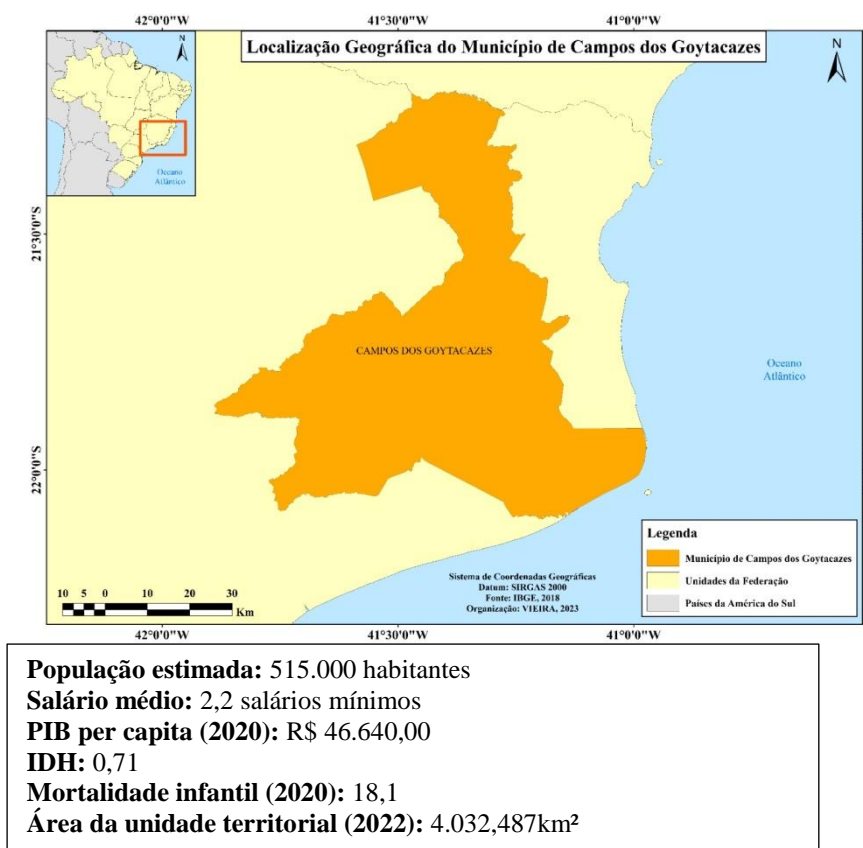 42°0'0"W 41°30'0"W 41°0'0"W
Localização Geográfica do Município de Campos dos Goytacazes
N
N
Oceano
Atlântico
21°30'0"S
CAMPOS DOS GOYTACAZES
Oceano
Atlântico
22°0'0"S
Legenda
Município de Campos dos Goytacazes
Unidades da Federação
Países da América do Sul
Sistema de Coordenadas Geográficas
Datum: SIRGAS 2000
Fonte: IBGE, 2018
Organização: VIEIRA, 2023
10 5 0 10 20 30
Km
42°0'0"W 41°30'0"W 41°0'0"W
População estimada: 515.000 habitantes
Salário médio: 2,2 salários mínimos
PIB per capita (2020): R$ 46.640,00
IDH: 0,71
Mortalidade infantil (2020): 18,1
Área da unidade territorial (2022): 4.032,487km²